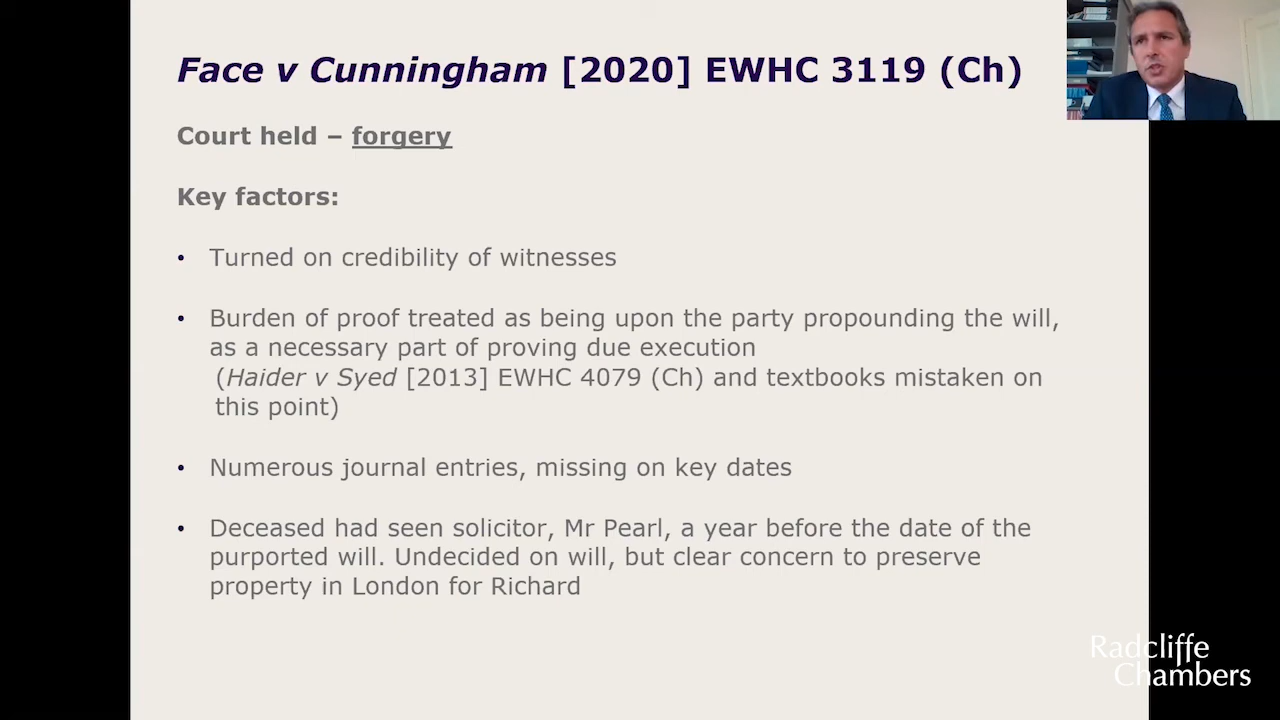 Face v Cunningham [2020] EWHC 3119 (Ch)
Court held – forgery
Key factors:
• Turned on credibility of witnesses
• Burden of proof treated as being upon the party propounding the will,
as a necessary part of proving due execution
(Haider v Syed [2013] EWHC 4079 (Ch) and textbooks mistaken on
this point)
• Numerous journal entries, missing on key dates
• Deceased had seen solicitor, Mr Pearl, a year before the date of the
purported will. Undecided on will, but clear concern to preserve
property in London for Richard
Radcliffe
Chambers